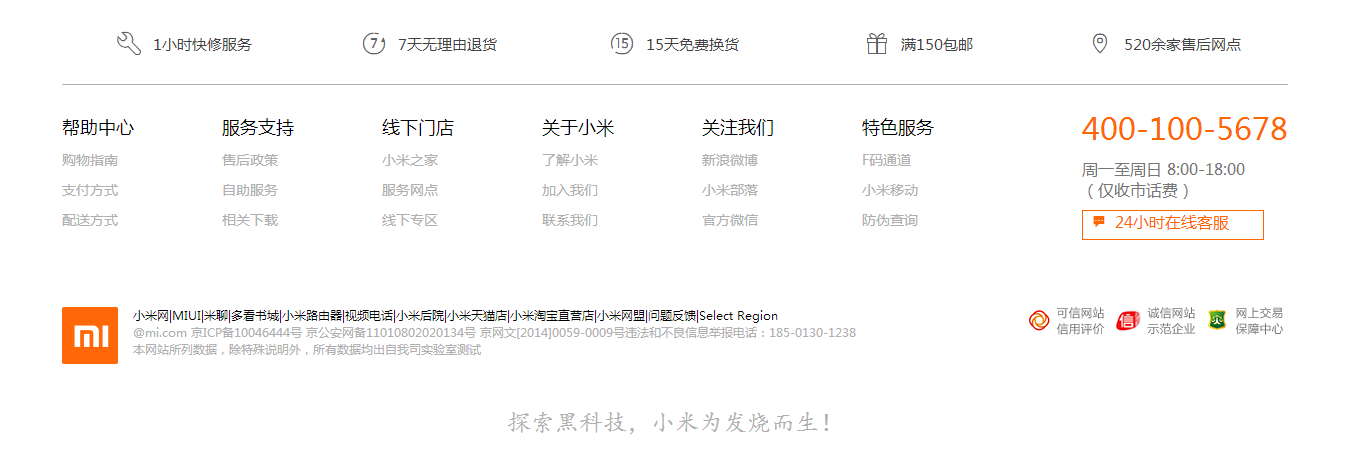 1小时快修服务
7 7天无理由退货
15 15天免费换货
满150包邮
520余家售后网点
帮助中心 服务支持 线下门店 关于小米 关注我们 特色服务 400-100-5678
购物指南 售后政策 小米之家 了解小米 新浪微博 F码通道 周一至周日 8:00-18:00
支付方式 自助服务 服务网点 加入我们 小米部落 小米移动 （仅收市话费）
配送方式 相关下载 线下专区 联系我们 官方微信 防伪查询 24小时在线客服
mi
小米网|MIUI|米聊|多看书城|小米路由器|视频电话|小米后院|小米天猫店|小米淘宝直营店|小米网盟|问题反馈|Select Region
@mi.com 京ICP备10046444号 京公安网备11010802020134号 京网文[2014]0059-0009号违法和不良信息举报电话：185-0130-1238
本网站所列数据，除特殊说明外，所有数据均出自我司实验室测试
可信网站
信用评价
信
诚信网站
示范企业
网上交易
保障中心
探索黑科技，小米为发烧而生！